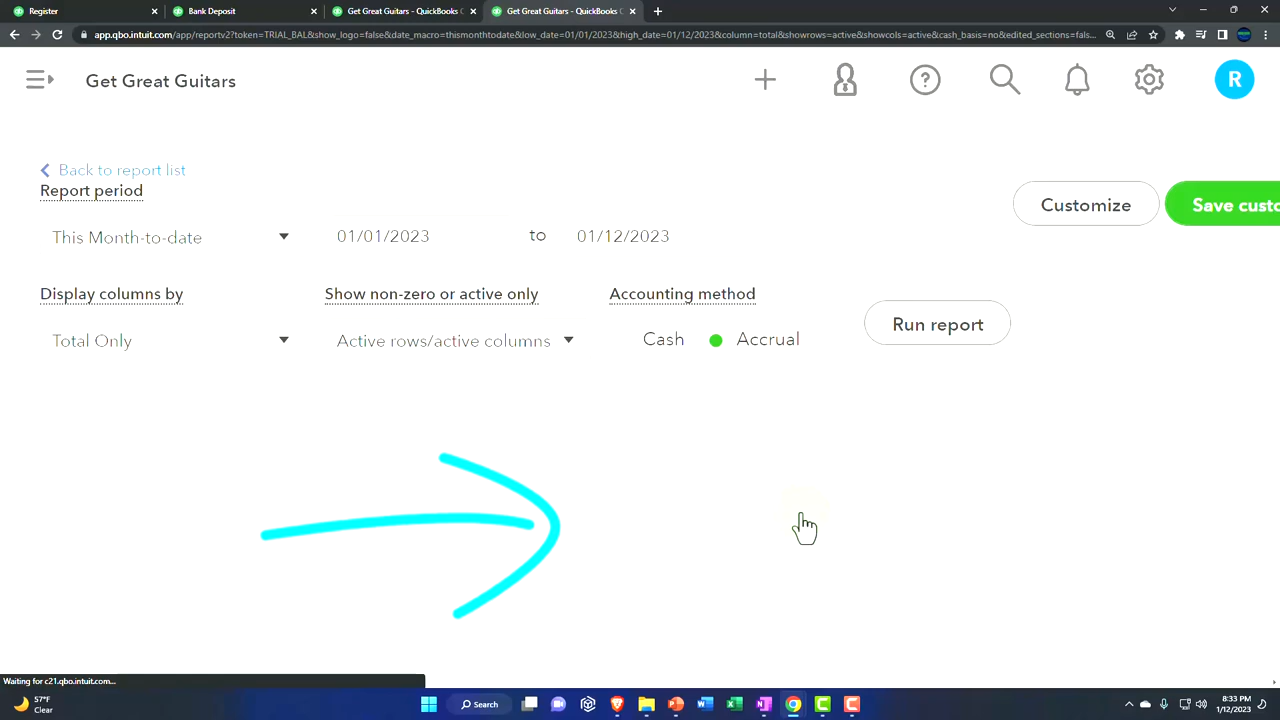 Register
Bank Deposit
Get Great Guitars - QuickBooks C
Get Great Guitars - QuickBooks C
app.qbo.intuit.com/app/reportv2?token=TRIAL_BAL&show_logo=false&date_macro=thismonthtodate&low_date=01/01/2023&high_date=01/12/2023&column=total&showrows=active&showcols=active&cash_basis=no&edited_sections=fals...
Get Great Guitars
R
Back to report list
Report period
Customize
Save custo
This Month-to-date
01/01/2023
to
01/12/2023
Display columns by
Show non-zero or active only
Accounting method
Total Only
Active rows/active columns
Cash
Accrual
Run report
Waiting for c21.qbo.intuit.com...
57°F
Clear
Search
8:33 PM
1/12/2023